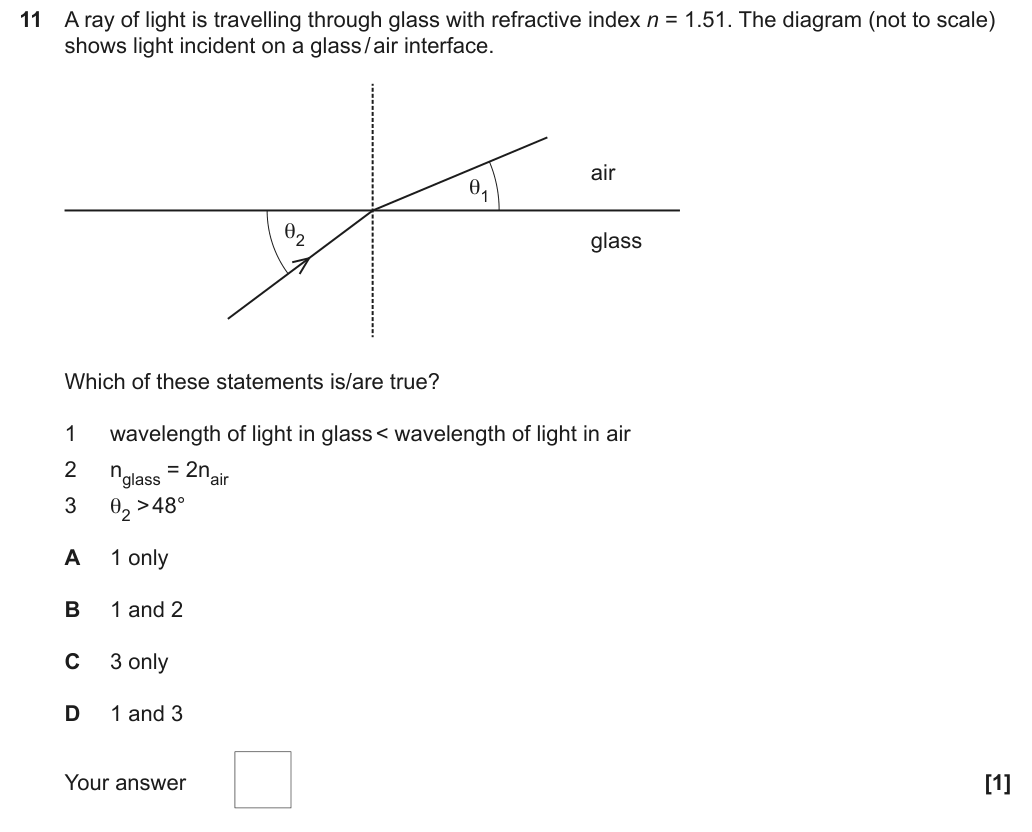 11 A ray of light is travelling through glass with refractive index n = 1.51. The diagram (not to scale)
shows light incident on a glass/air interface.
air
θ1
θ2
glass
Which of these statements is/are true?
1 wavelength of light in glass < wavelength of light in air
2 nglass = 2nair
3 θ2 > 48°
A 1 only
B 1 and 2
C 3 only
D 1 and 3
Your answer [1]